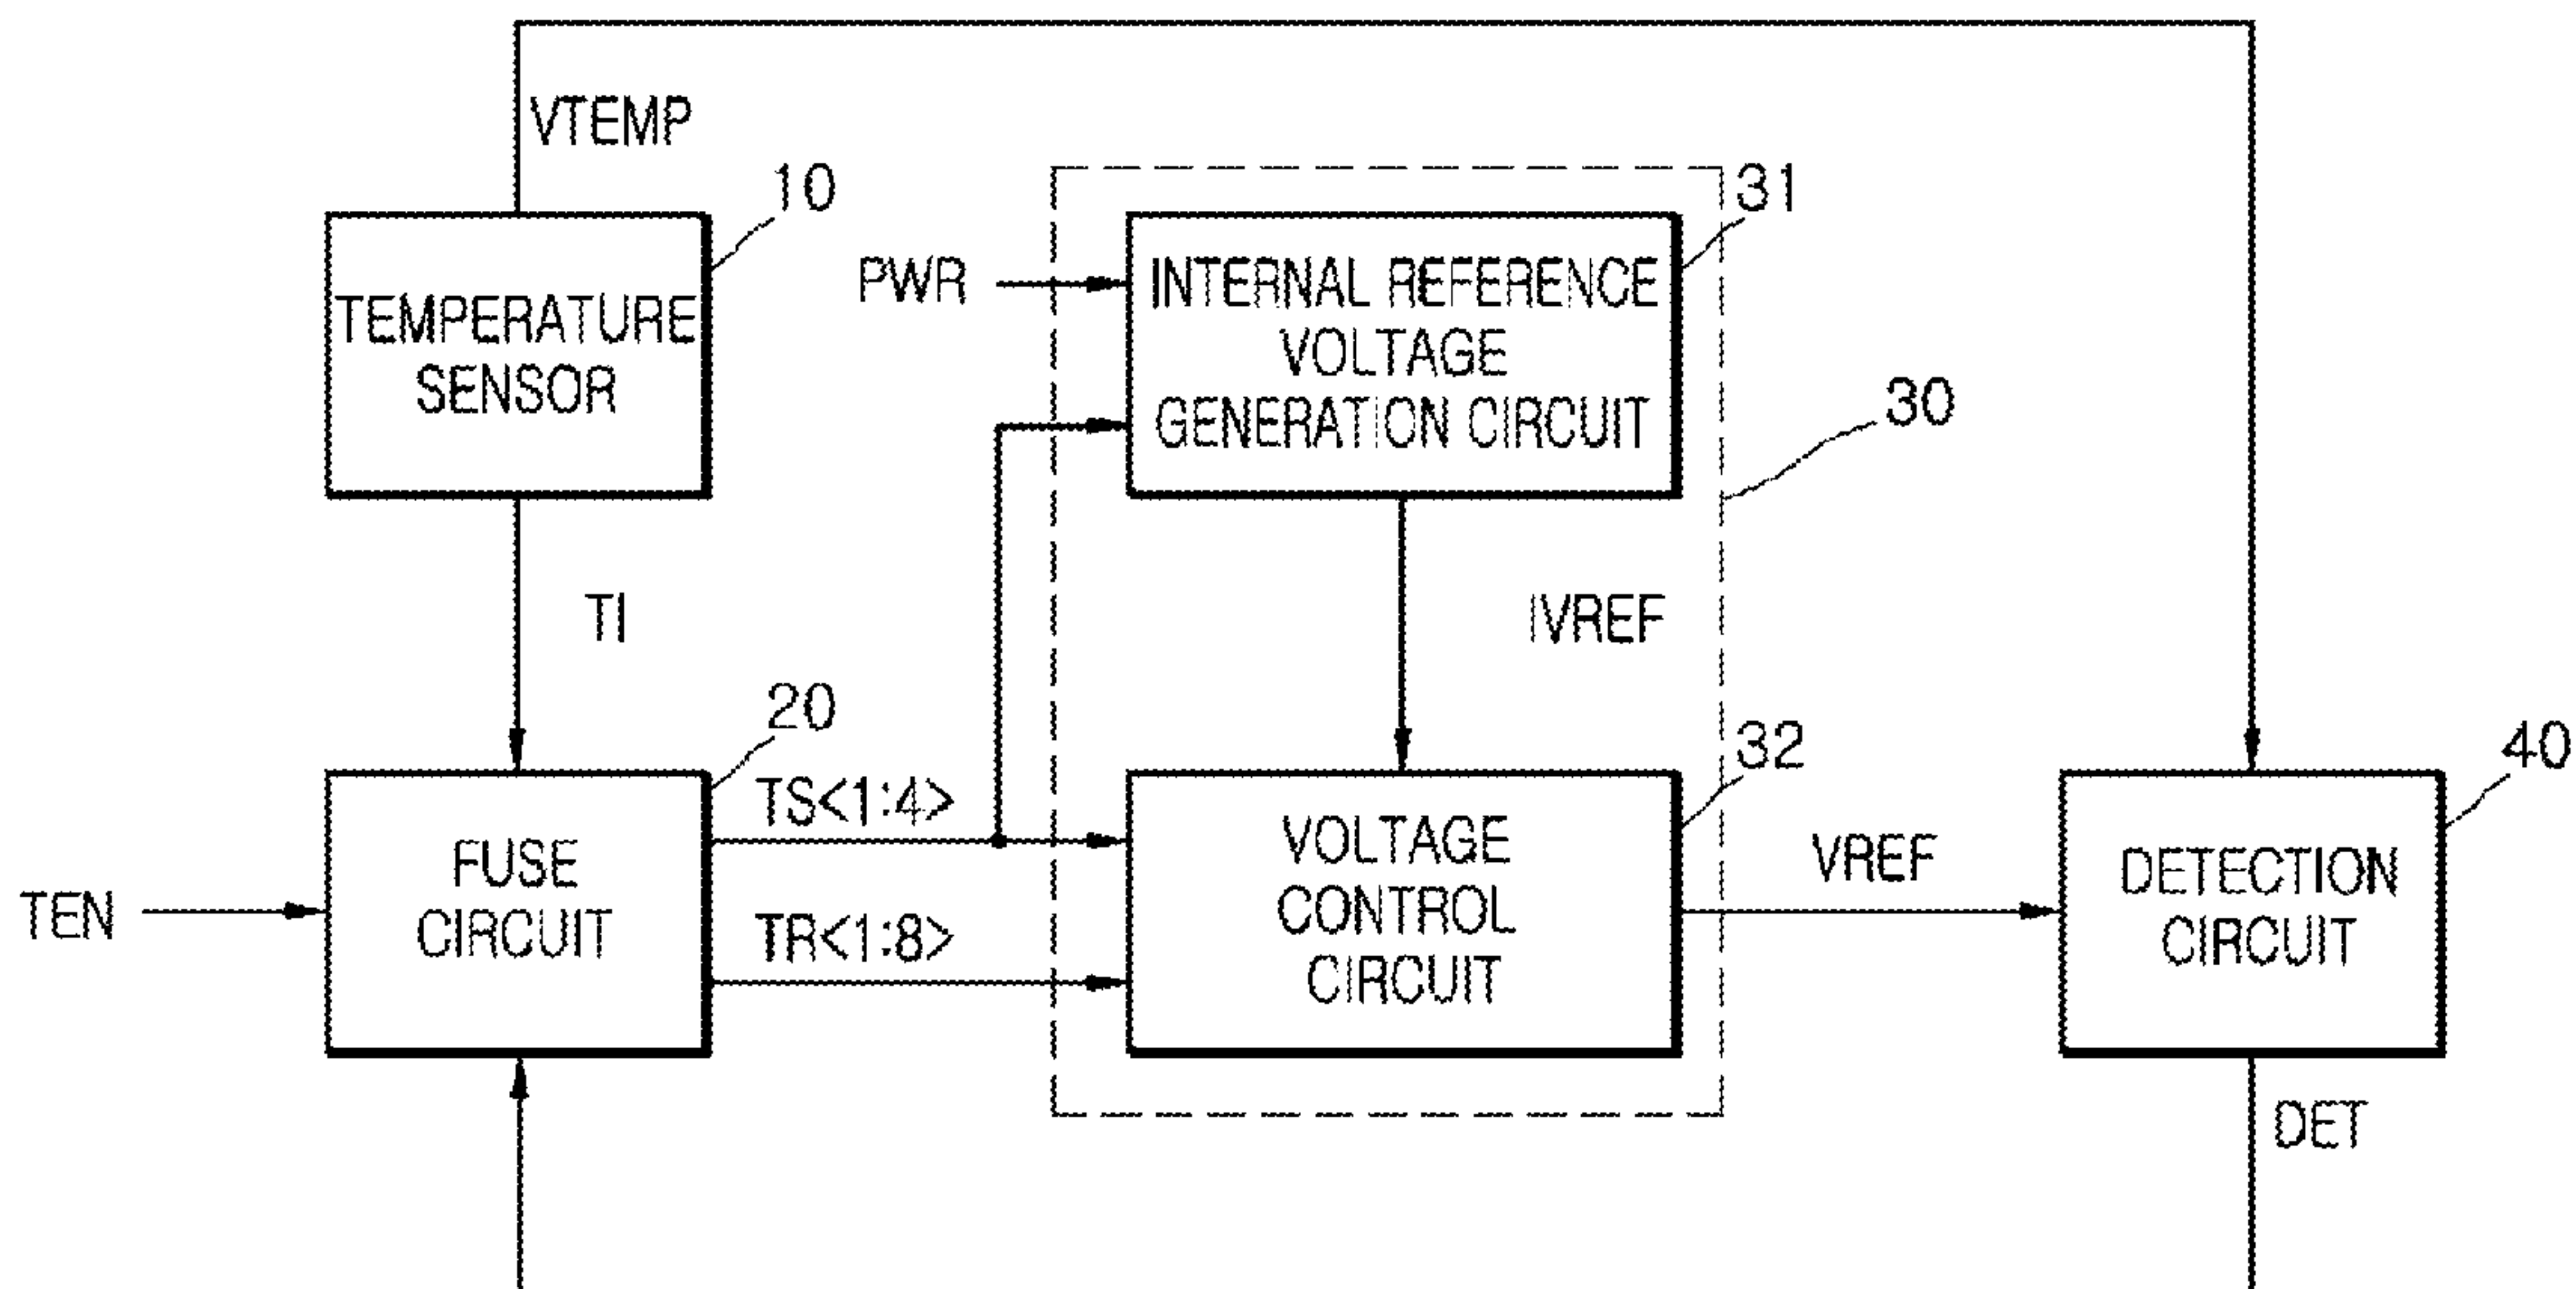 VTEMP
10
TEMPERATURE
SENSOR
PWR
31
INTERNAL REFERENCE
VOLTAGE
GENERATION CIRCUIT
30
TI
IVREF
20
TS<1:4>
32
40
TEN
FUSE
CIRCUIT
TR<1:8>
VOLTAGE
CONTROL
CIRCUIT
VREF
DETECTION
CIRCUIT
DET